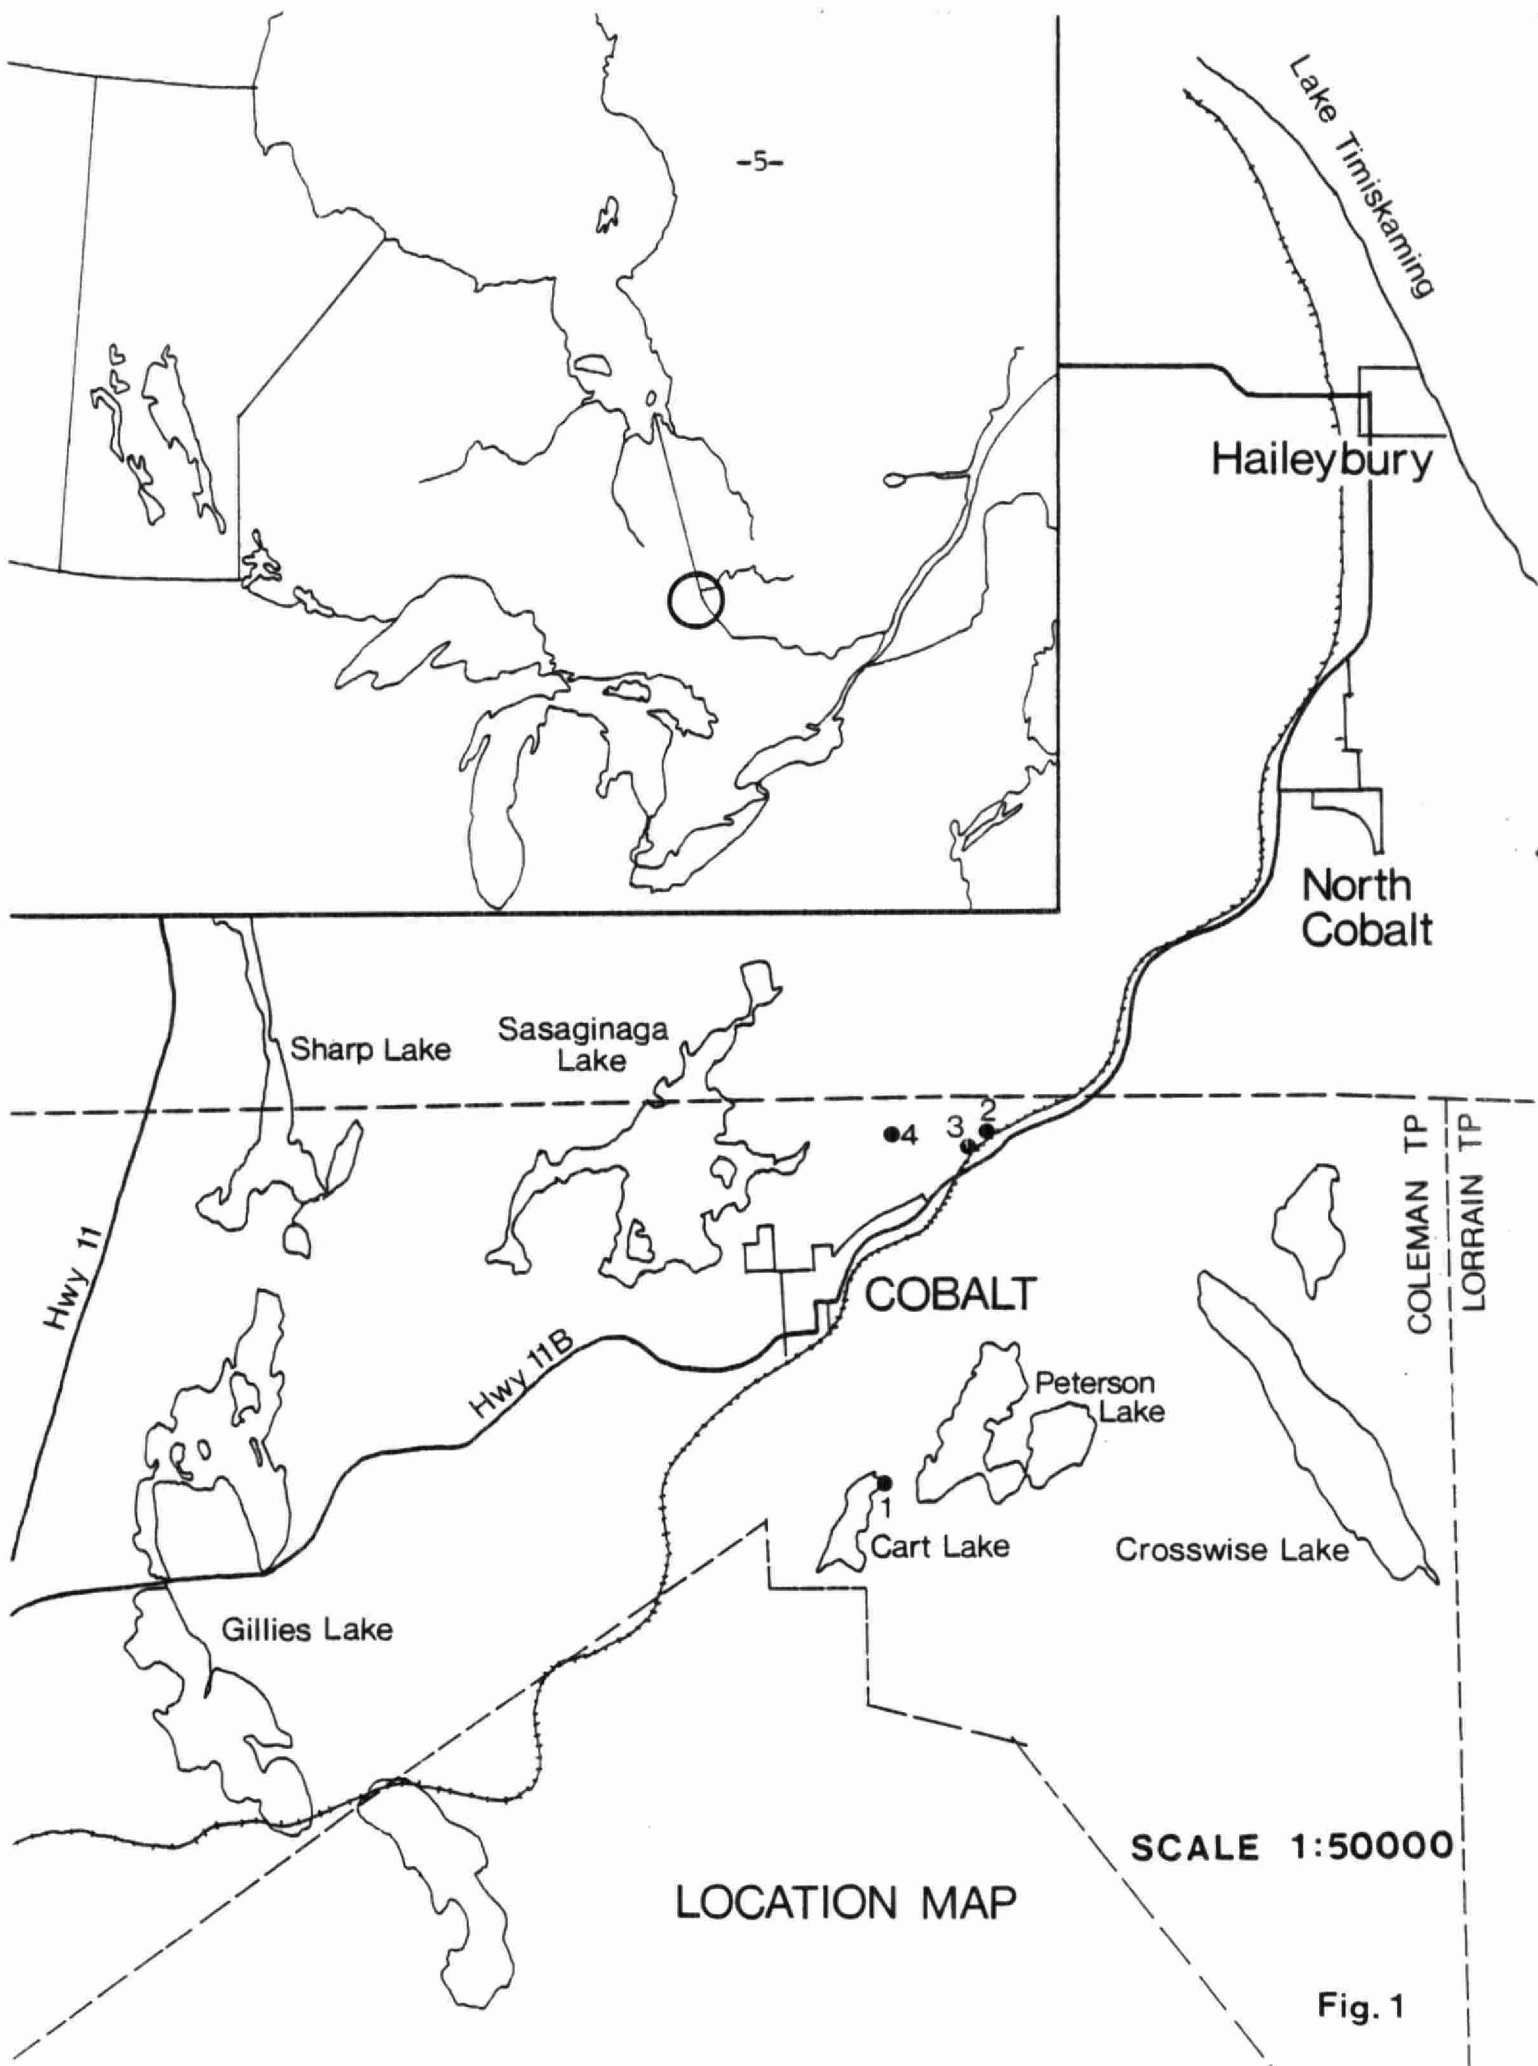 -5-
Lake Timiskaming
Haileybury
North
Cobalt
Sharp Lake
Sasaginaga
Lake
4
3
2
COLEMAN TP
LORRAIN TP
Hwy 11
COBALT
Hwy 11B
Peterson
Lake
1
Cart Lake
Crosswise Lake
Gillies Lake
SCALE 1:50000
LOCATION MAP
Fig. 1